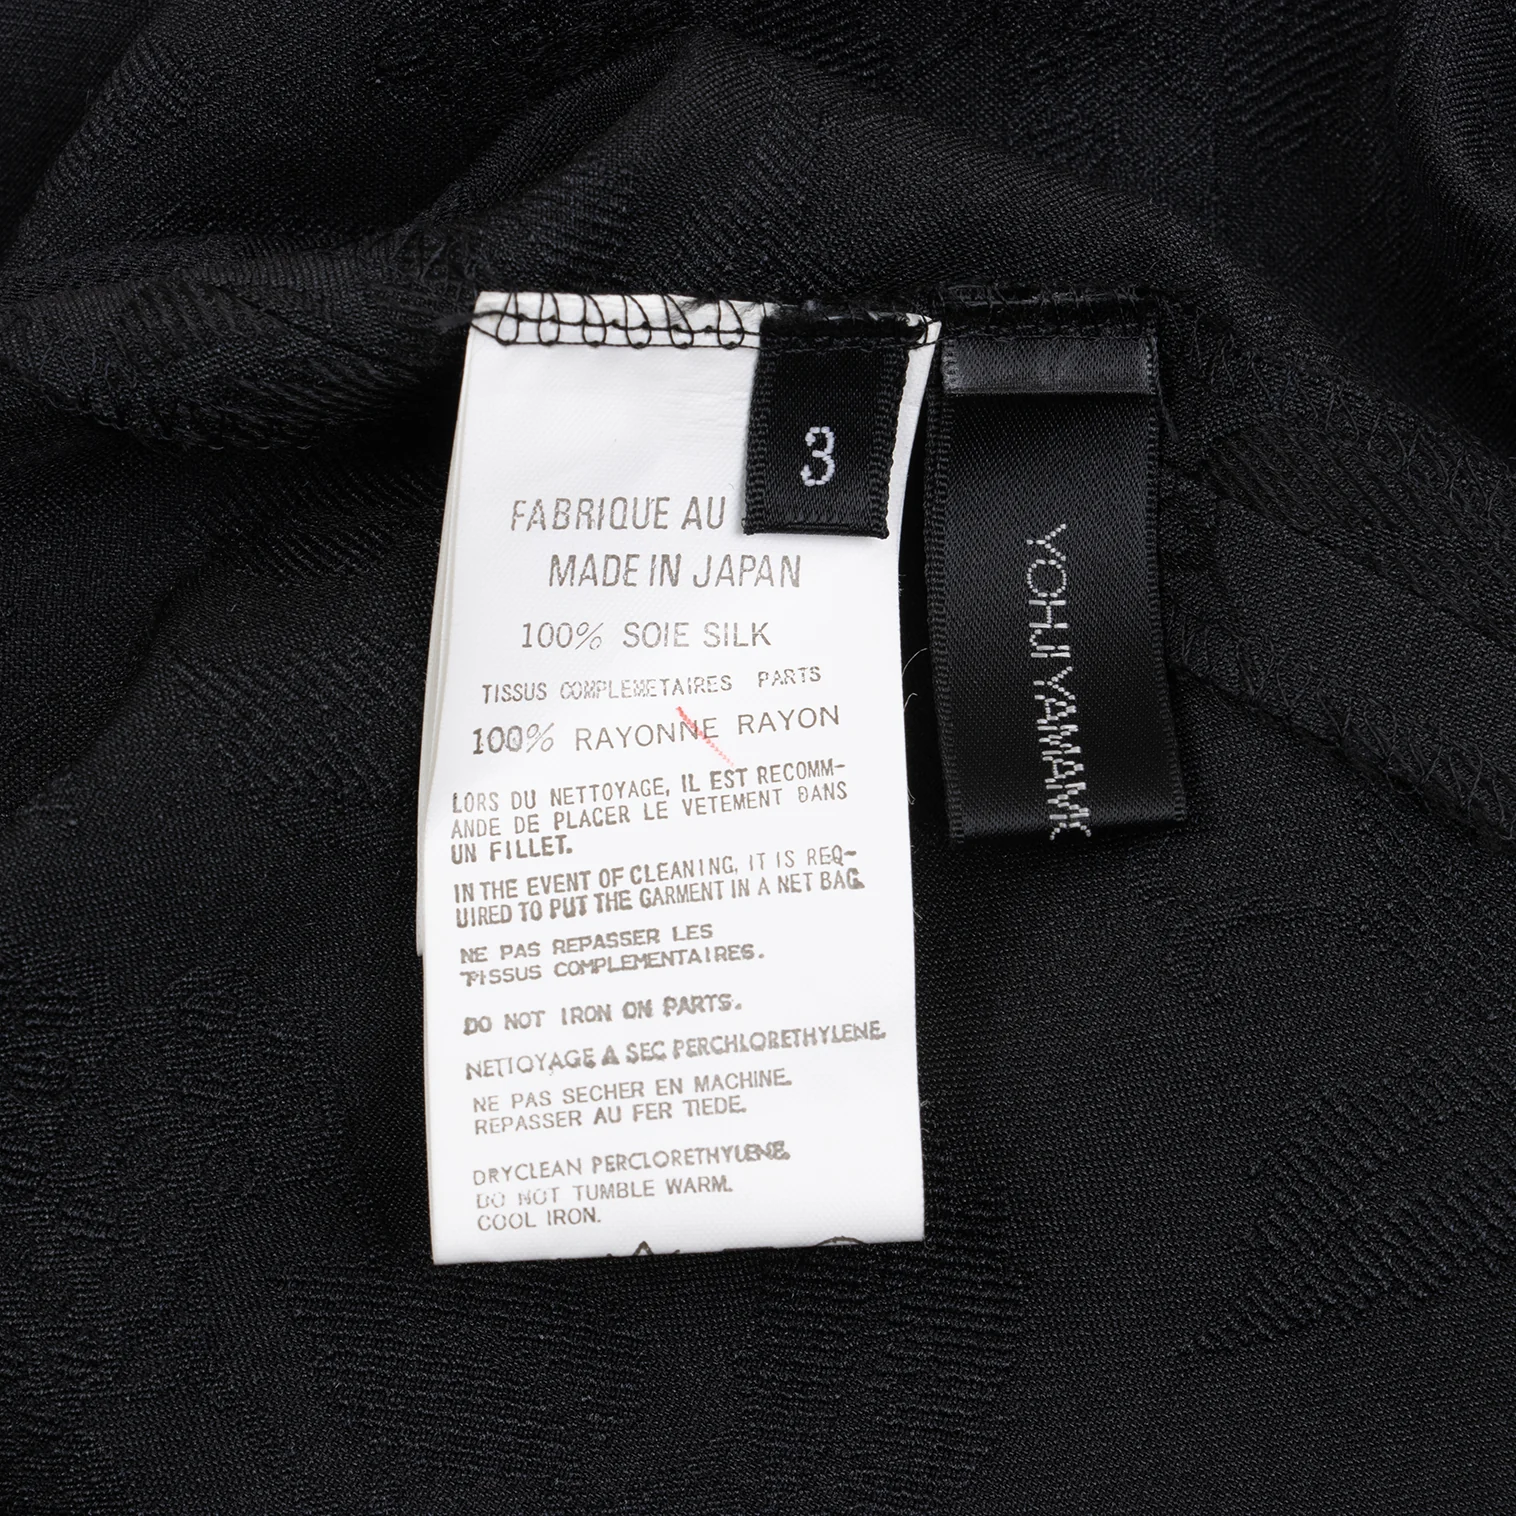 3
FABRIQUE AU
MADE IN JAPAN
100% SOIE SILK
TISSUS COMPLEMETAIRES PARTS
100% RAYONNE RAYON
LORS DU NETTOYAGE, IL EST RECOMM-
ANDE DE PLACER LE VETEMENT DANS
UN FILLET.
IN THE EVENT OF CLEANING, IT IS REQ-
UIRED TO PUT THE GARMENT IN A NET BAG.
NE PAS REPASSER LES
TISSUS COMPLEMENTAIRES.
DO NOT IRON ON PARTS.
NETTOYAGE A SEC PERCHLORETHYLENE.
NE PAS SECHER EN MACHINE.
REPASSER AU FER TIEDE.
DRYCLEAN PERCLORETHYLENE.
DO NOT TUMBLE WARM.
COOL IRON.
YOHJI YAMAM